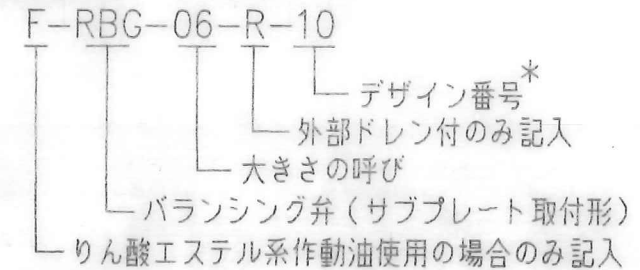 F-RBG-06-R-10
デザイン番号*
外部ドレン付のみ記入
大きさの呼び
バランシング弁(サブプレート取付形)
りん酸エステル系作動油使用の場合のみ記入